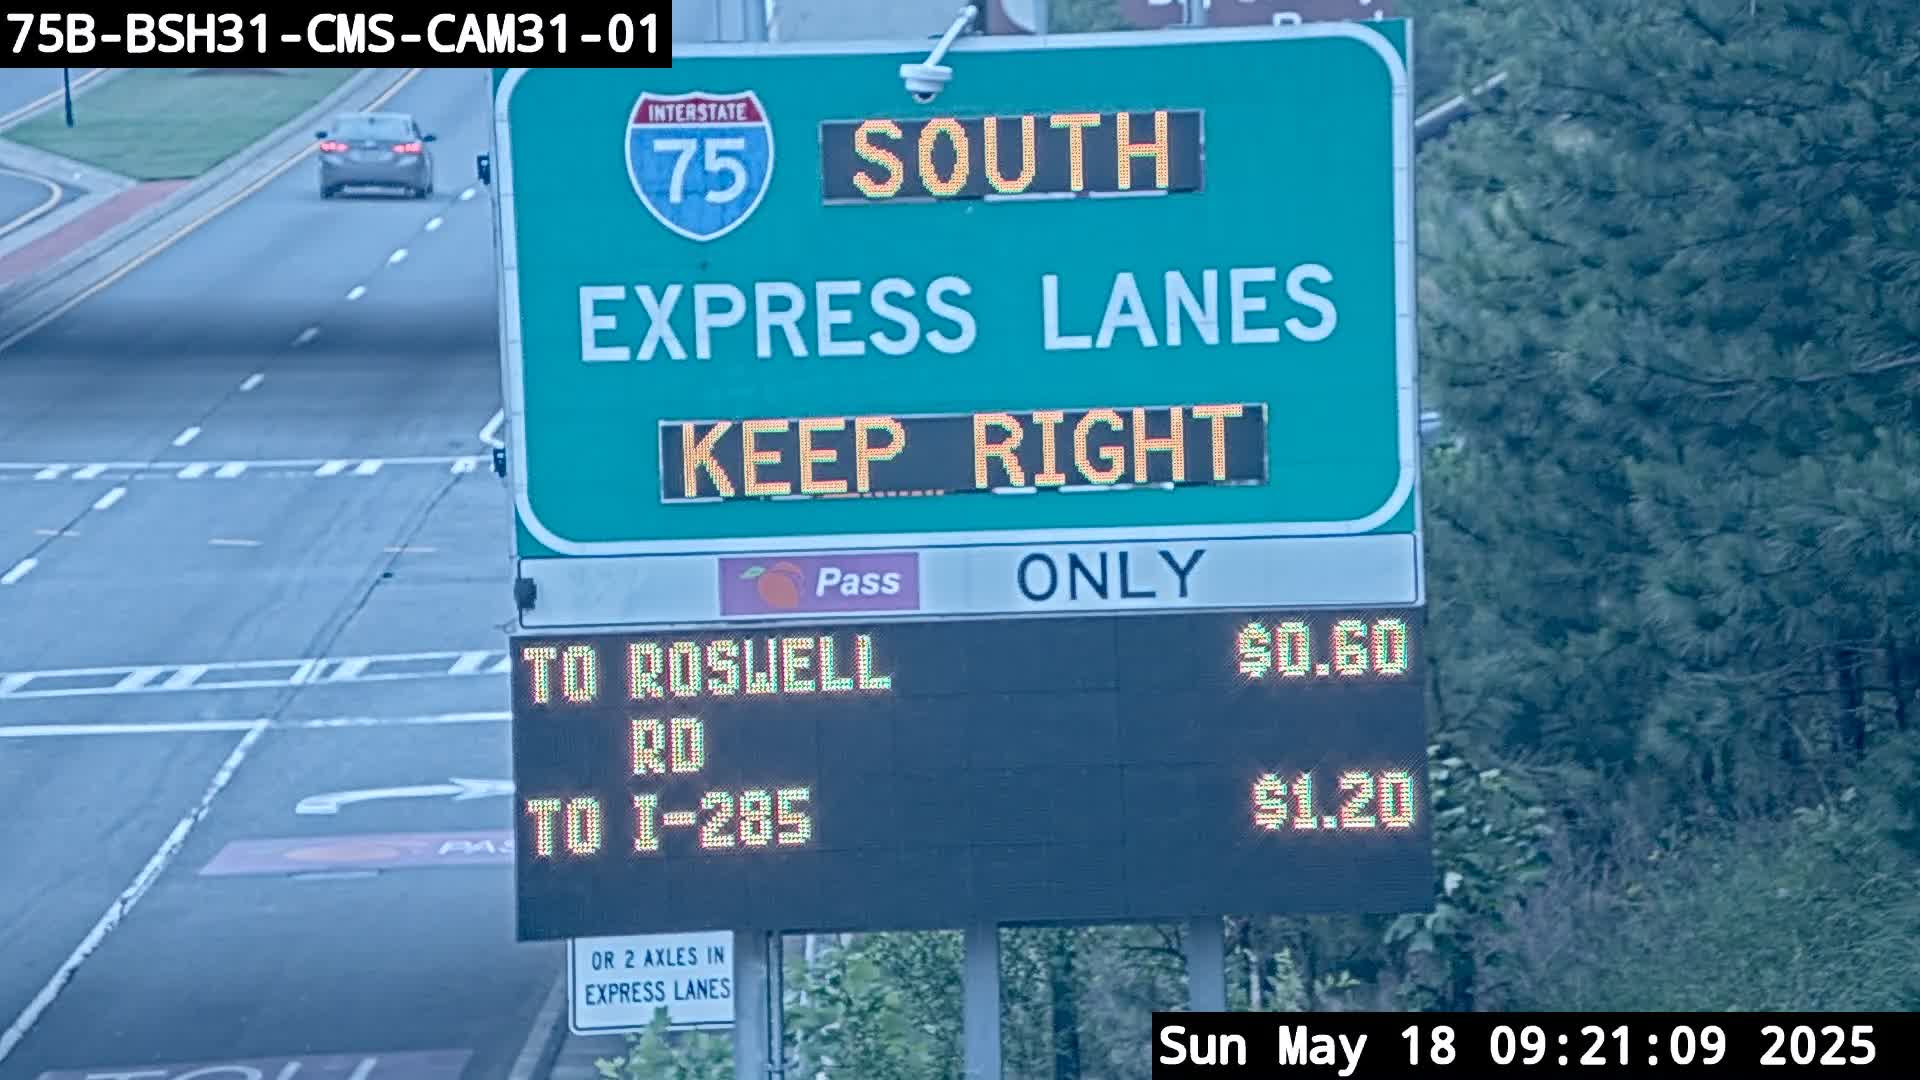 75B-BSH31-CMS-CAM31-01
INTERSTATE
75
SOUTH
EXPRESS LANES
KEEP RIGHT
Pass
ONLY
TO ROSWELL $0.60
RD
TO I-285 $1.20
OR 2 AXLES IN
EXPRESS LANES
TOLL
Sun May 18 09:21:09 2025